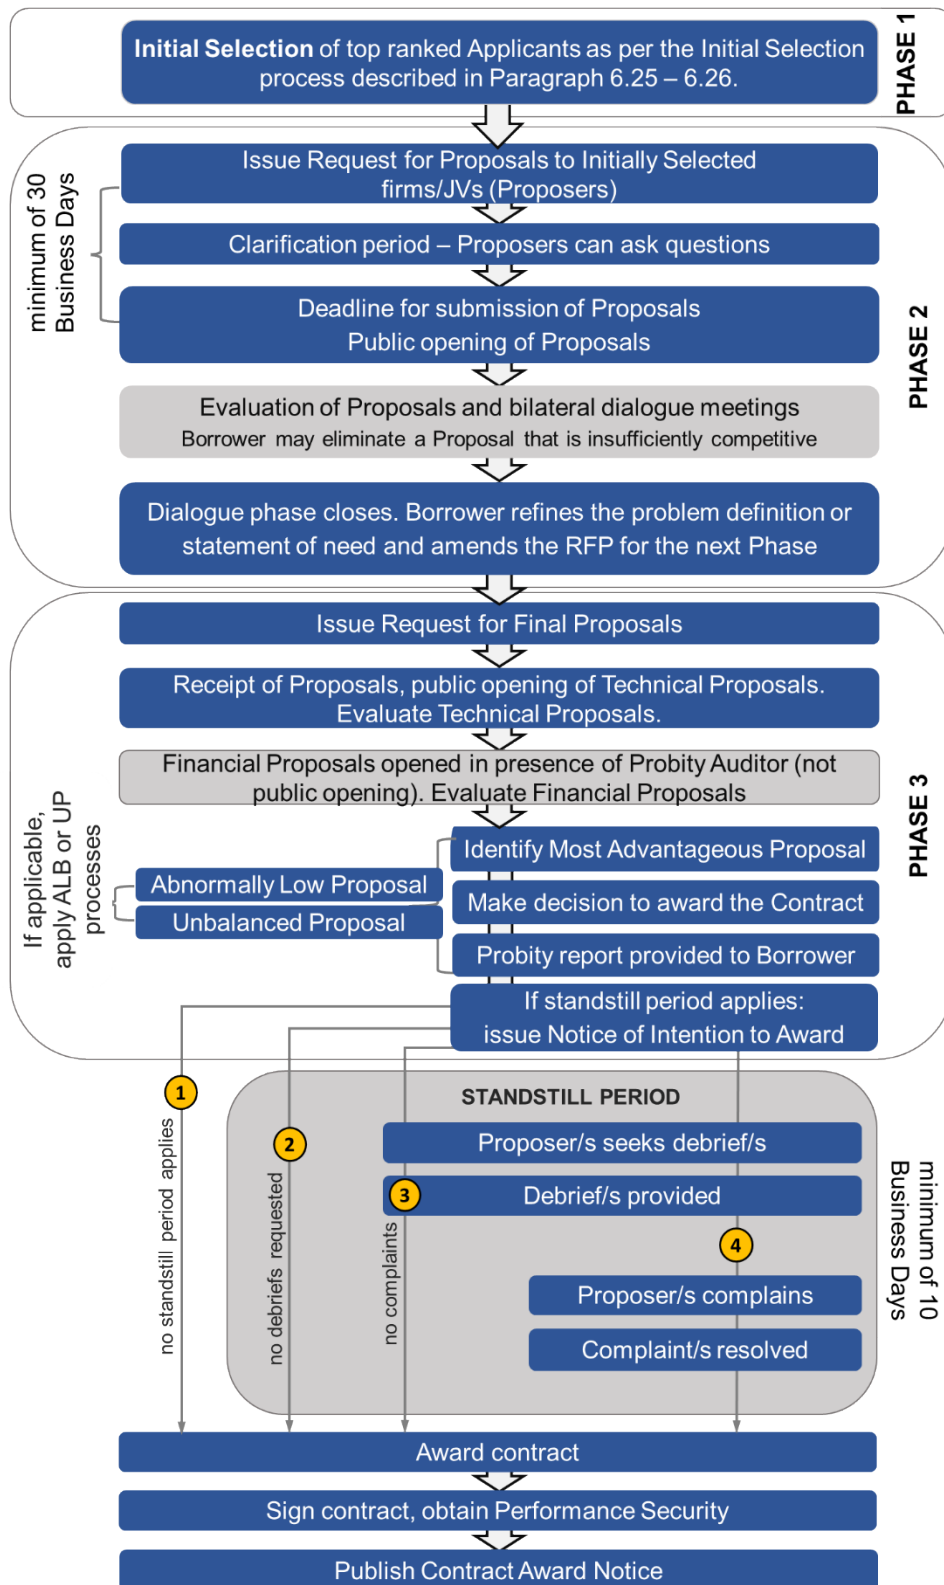 Initial Selection of top ranked Applicants as per the Initial Selection
process described in Paragraph 6.25 – 6.26.
PHASE 1
Issue Request for Proposals to Initially Selected
firms/JVs (Proposers)
minimum of 30
Business Days
Clarification period – Proposers can ask questions
Deadline for submission of Proposals
Public opening of Proposals
PHASE 2
Evaluation of Proposals and bilateral dialogue meetings
Borrower may eliminate a Proposal that is insufficiently competitive
Dialogue phase closes. Borrower refines the problem definition or
statement of need and amends the RFP for the next Phase
Issue Request for Final Proposals
Receipt of Proposals, public opening of Technical Proposals.
Evaluate Technical Proposals.
Financial Proposals opened in presence of Probity Auditor (not
public opening). Evaluate Financial Proposals
PHASE 3
If applicable,
apply ALB or UP
processes
Abnormally Low Proposal
Unbalanced Proposal
Identify Most Advantageous Proposal
Make decision to award the Contract
Probity report provided to Borrower
If standstill period applies:
issue Notice of Intention to Award
1
no standstill period applies
STANDSTILL PERIOD
2
no debriefs requested
Proposer/s seeks debrief/s
3
Debrief/s provided
no complaints
4
Proposer/s complains
Complaint/s resolved
minimum of 10
Business Days
Award contract
Sign contract, obtain Performance Security
Publish Contract Award Notice